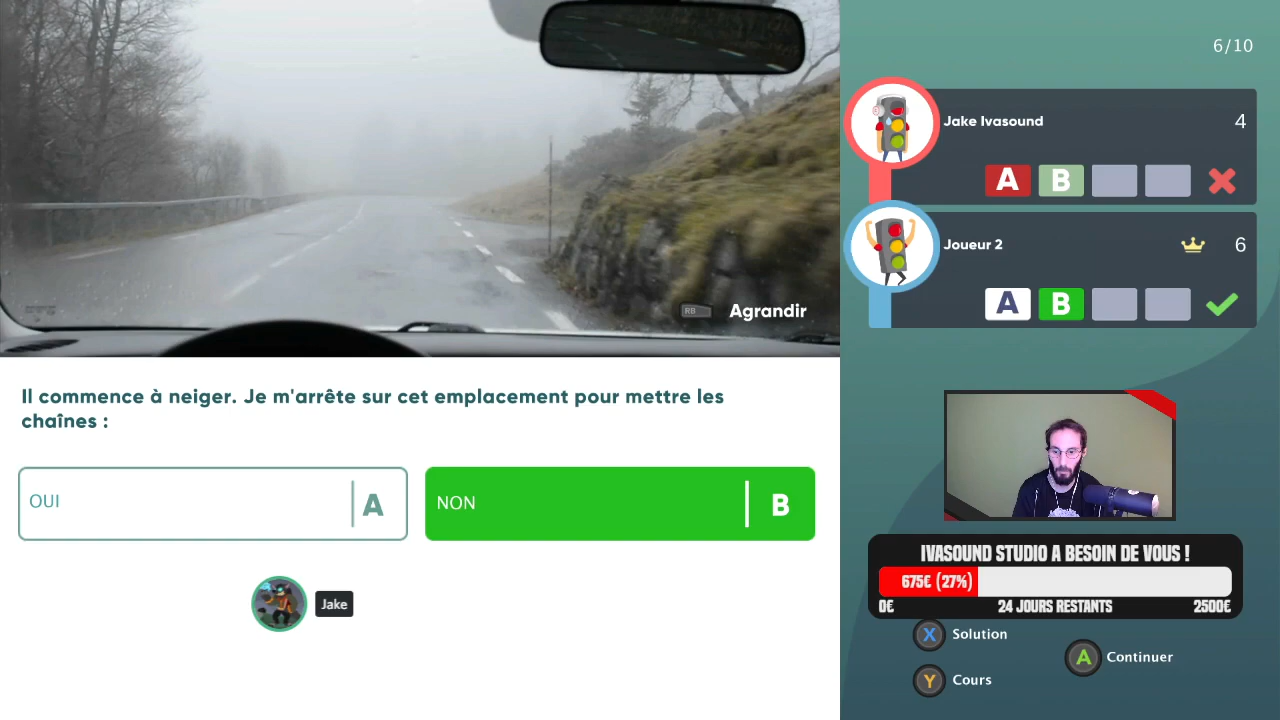 6/10
Jake Ivasound
4
A B
Joueur 2
6
A B
RB Agrandir
Il commence à neiger. Je m'arrête sur cet emplacement pour mettre les
chaînes :
OUI A
NON B
Jake
IVASOUND STUDIO A BESOIN DE VOUS !
675€ (27%)
0€ 24 JOURS RESTANTS 2500€
X Solution
A Continuer
Y Cours